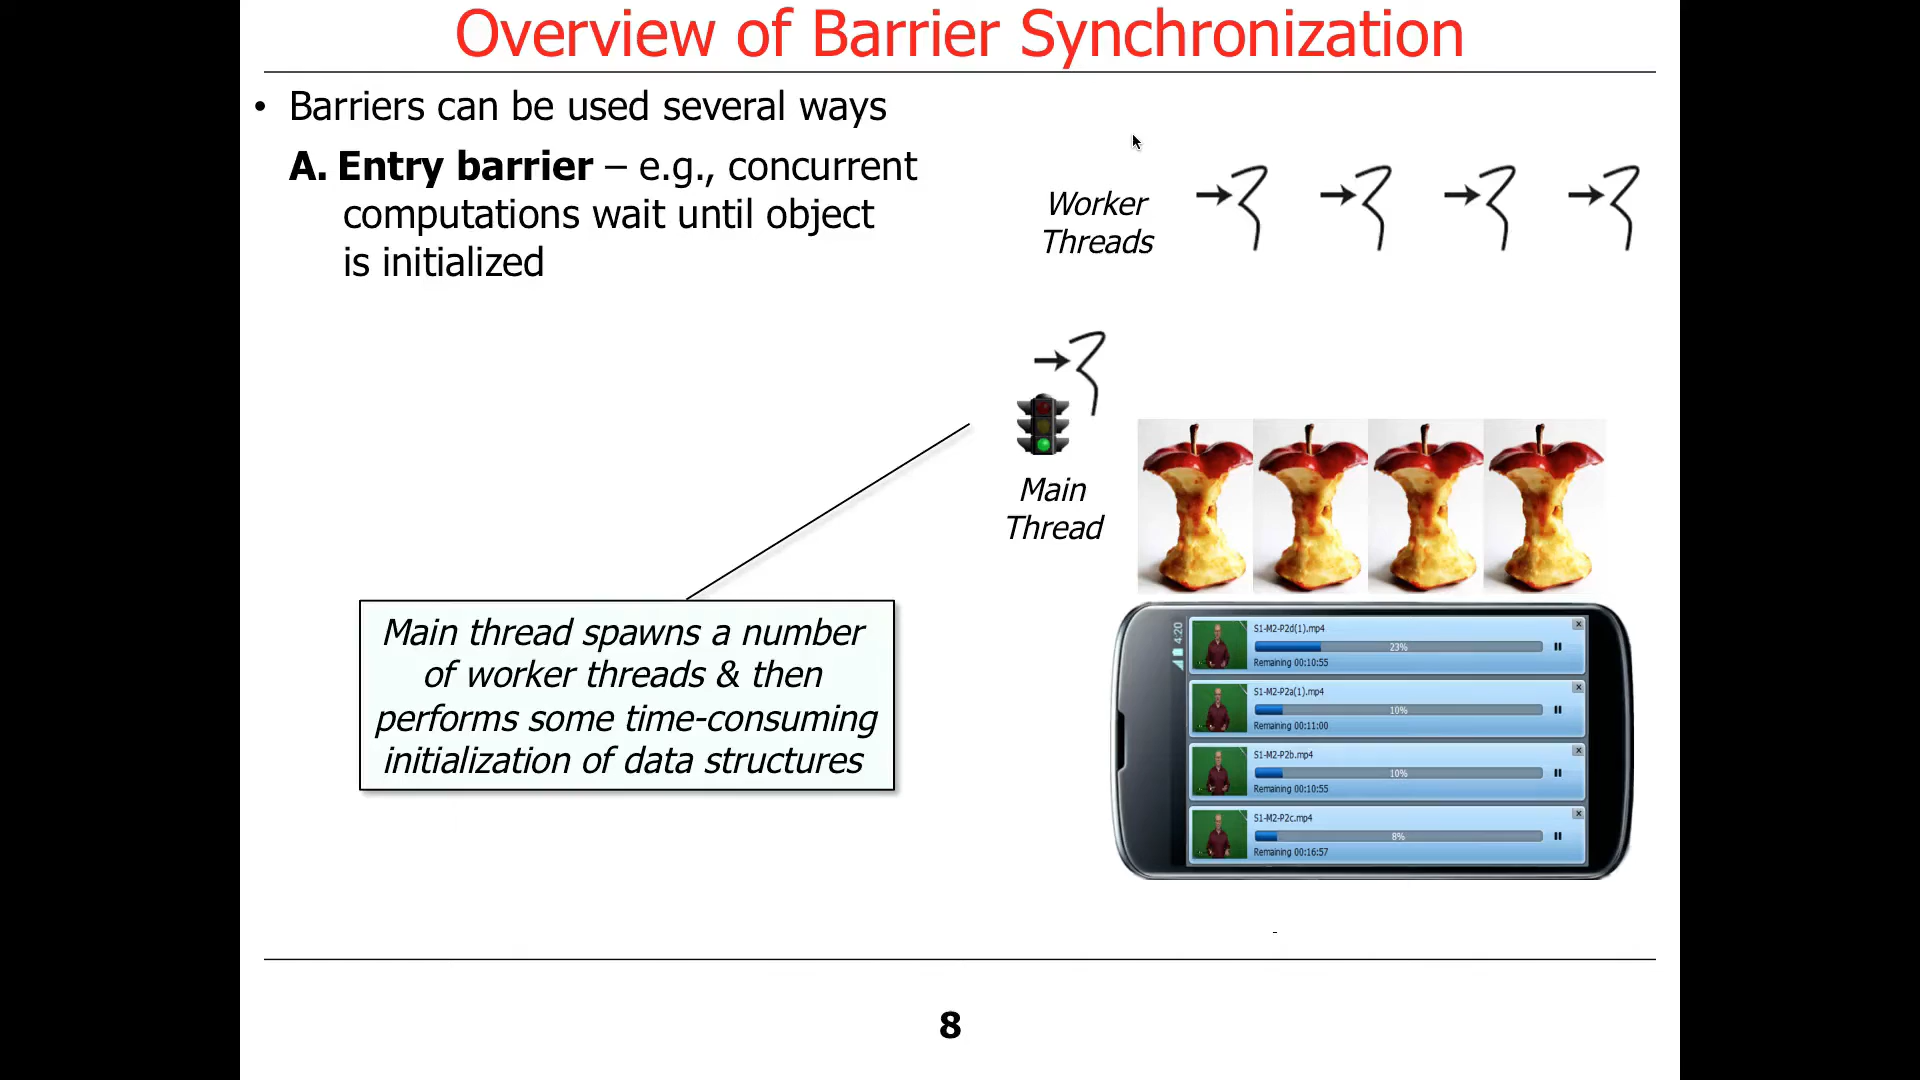 Overview of Barrier Synchronization
• Barriers can be used several ways
A. Entry barrier – e.g., concurrent
computations wait until object
is initialized
Worker
Threads
Main
Thread
Main thread spawns a number
of worker threads & then
performs some time-consuming
initialization of data structures
4:20
S1-M2-P2d(1).mp4
23%
Remaining 00:10:55
S1-M2-P2a(1).mp4
10%
Remaining 00:11:00
S1-M2-P2b.mp4
10%
Remaining 00:10:55
S1-M2-P2c.mp4
8%
Remaining 00:16:57
8